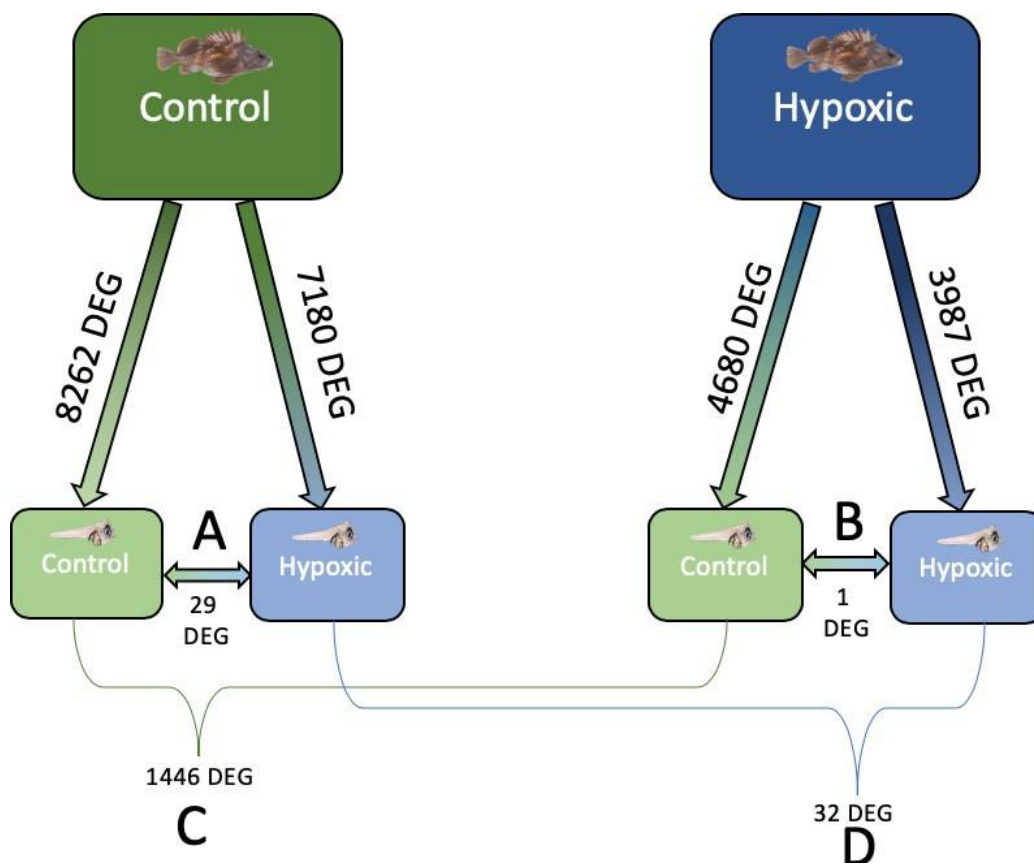 Control
Hypoxic
8262 DEG
7180 DEG
4680 DEG
3987 DEG
A
B
Control
Hypoxic
Control
Hypoxic
29
DEG
1
DEG
1446 DEG
C
32 DEG
D